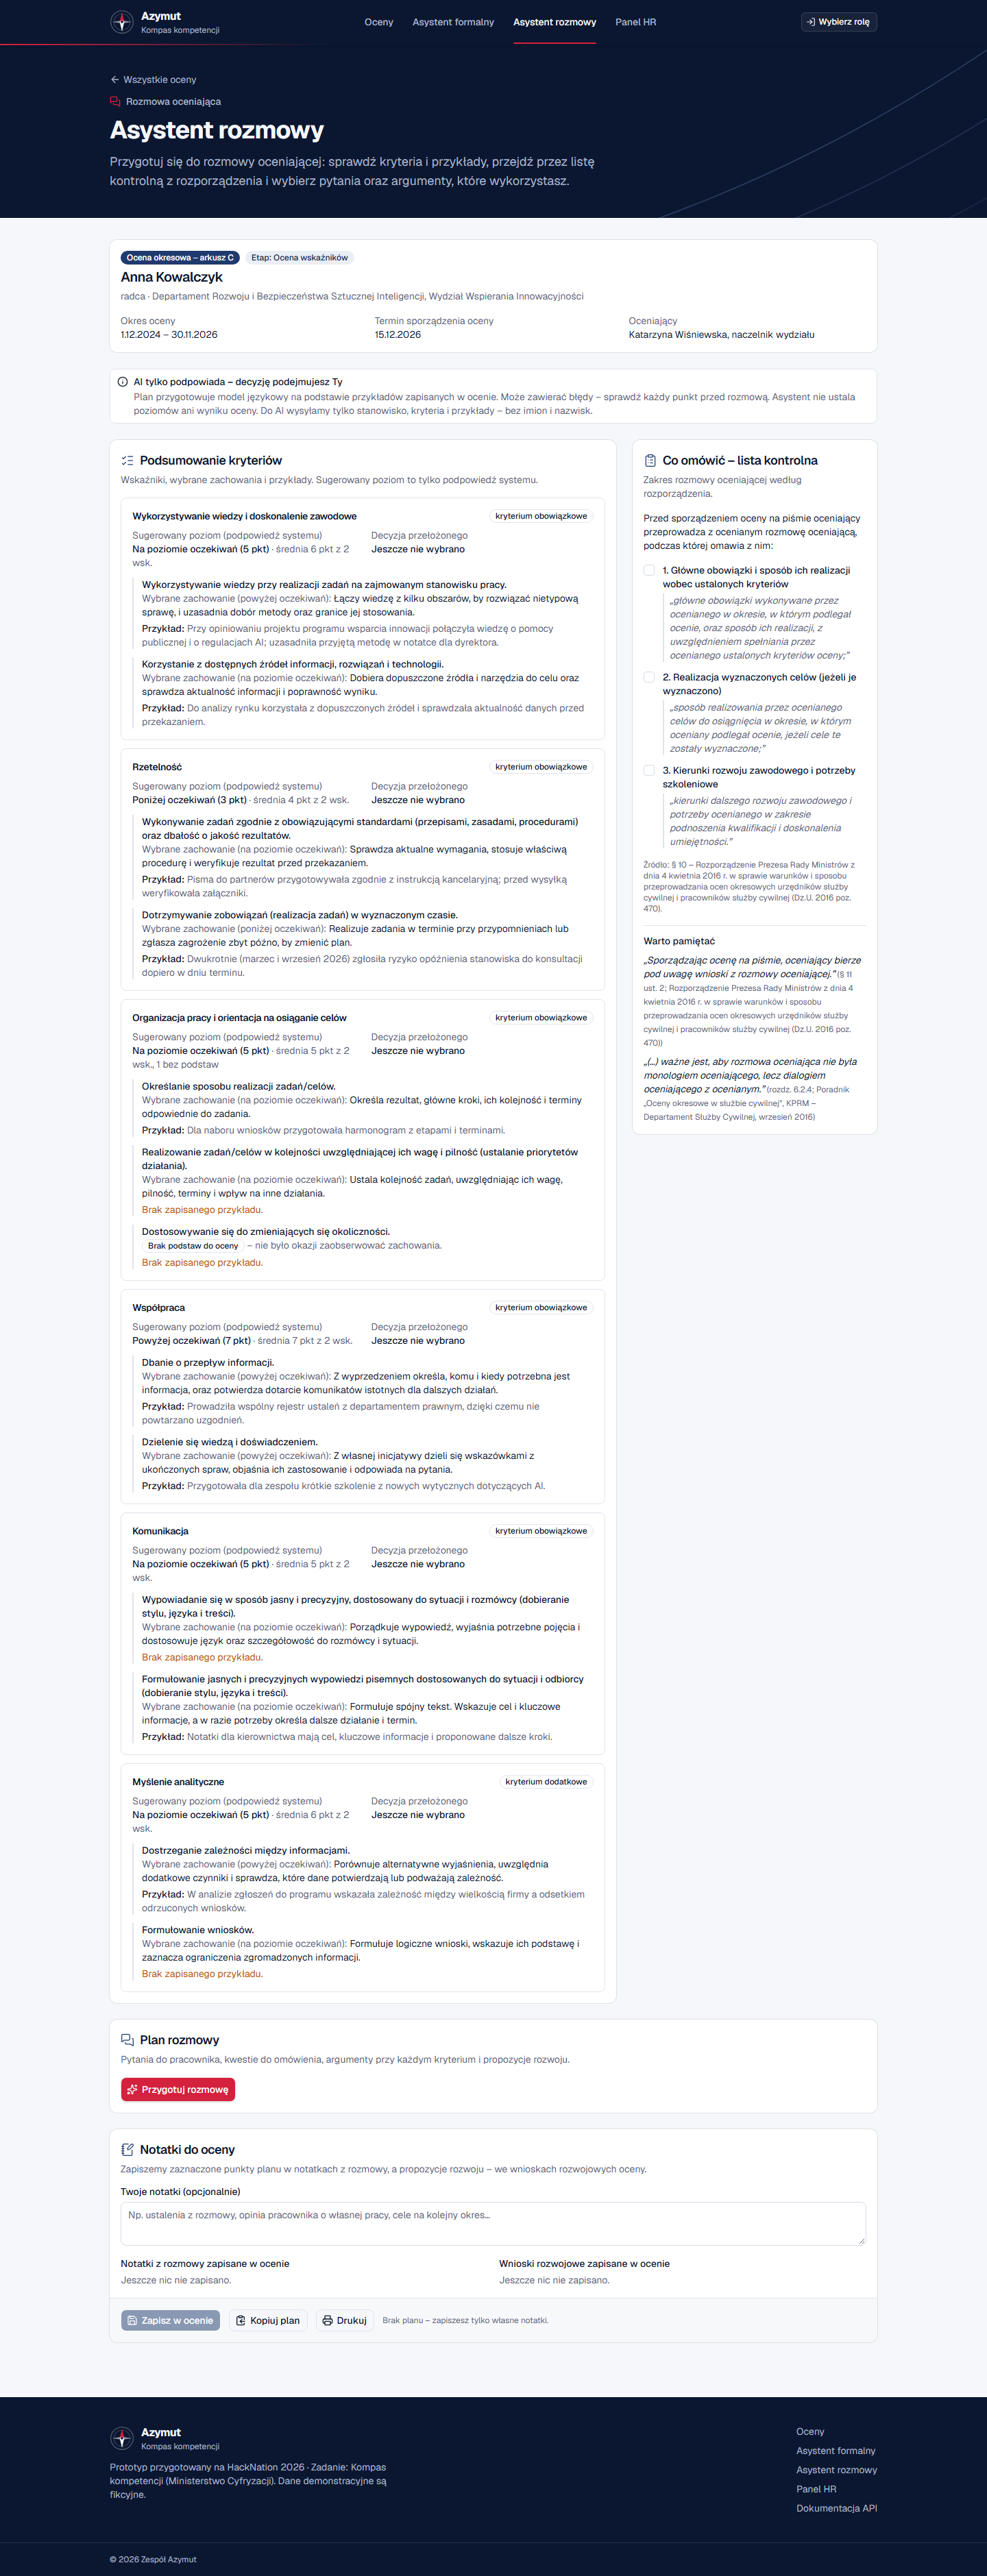 Azymut
Kompas kompetencji
Oceny
Asystent formalny
Asystent rozmowy
Panel HR
Wybierz rolę
Wszystkie oceny
Rozmowa oceniająca
Asystent rozmowy
Przygotuj się do rozmowy oceniającej: sprawdź kryteria i przykłady, przejdź przez listę
kontrolną z rozporządzenia i wybierz pytania oraz argumenty, które wykorzystasz.
Ocena okresowa – arkusz C
Etap: Ocena wskaźników
Anna Kowalczyk
radca · Departament Rozwoju i Bezpieczeństwa Sztucznej Inteligencji, Wydział Wspierania Innowacyjności
Okres oceny
1.12.2024 – 30.11.2026
Termin sporządzenia oceny
15.12.2026
Oceniający
Katarzyna Wiśniewska, naczelnik wydziału
AI tylko podpowiada – decyzję podejmujesz Ty
Plan przygotowuje model językowy na podstawie przykładów zapisanych w ocenie. Może zawierać błędy – sprawdź każdy punkt przed rozmową. Asystent nie ustala
poziomów ani wyniku oceny. Do AI wysyłamy tylko stanowisko, kryteria i przykłady – bez imion i nazwisk.
Podsumowanie kryteriów
Wskaźniki, wybrane zachowania i przykłady. Sugerowany poziom to tylko podpowiedź systemu.
Wykorzystywanie wiedzy i doskonalenie zawodowe
kryterium obowiązkowe
Sugerowany poziom (podpowiedź systemu)
Na poziomie oczekiwań (5 pkt) · średnia 6 pkt z 2
wsk.
Decyzja przełożonego
Jeszcze nie wybrano
Wykorzystywanie wiedzy przy realizacji zadań na zajmowanym stanowisku pracy.
Wybrane zachowanie (powyżej oczekiwań): Łączy wiedzę z kilku obszarów, by rozwiązać nietypową
sprawę, i uzasadnia dobór metody oraz granice jej stosowania.
Przykład: Przy opiniowaniu projektu programu wsparcia innowacji połączyła wiedzę o pomocy
publicznej i o regulacjach AI; uzasadniła przyjętą metodę w notatce dla dyrektora.
Korzystanie z dostępnych źródeł informacji, rozwiązań i technologii.
Wybrane zachowanie (na poziomie oczekiwań): Dobiera dopuszczone źródła i narzędzia do celu oraz
sprawdza aktualność informacji i poprawność wyniku.
Przykład: Do analizy rynku korzystała z dopuszczonych źródeł i sprawdzała aktualność danych przed
przekazaniem.
Rzetelność
kryterium obowiązkowe
Sugerowany poziom (podpowiedź systemu)
Poniżej oczekiwań (3 pkt) · średnia 4 pkt z 2 wsk.
Decyzja przełożonego
Jeszcze nie wybrano
Wykonywanie zadań zgodnie z obowiązującymi standardami (przepisami, zasadami, procedurami)
oraz dbałość o jakość rezultatów.
Wybrane zachowanie (na poziomie oczekiwań): Sprawdza aktualne wymagania, stosuje właściwą
procedurę i weryfikuje rezultat przed przekazaniem.
Przykład: Pisma do partnerów przygotowywała zgodnie z instrukcją kancelaryjną; przed wysyłką
weryfikowała załączniki.
Dotrzymywanie zobowiązań (realizacja zadań) w wyznaczonym czasie.
Wybrane zachowanie (poniżej oczekiwań): Realizuje zadania w terminie przy przypomnieniach lub
zgłasza zagrożenie zbyt późno, by zmienić plan.
Przykład: Dwukrotnie (marzec i wrzesień 2026) zgłosiła ryzyko opóźnienia stanowiska do konsultacji
dopiero w dniu terminu.
Organizacja pracy i orientacja na osiąganie celów
kryterium obowiązkowe
Sugerowany poziom (podpowiedź systemu)
Na poziomie oczekiwań (5 pkt) · średnia 5 pkt z 2
wsk., 1 bez podstaw
Decyzja przełożonego
Jeszcze nie wybrano
Określanie sposobu realizacji zadań/celów.
Wybrane zachowanie (na poziomie oczekiwań): Określa rezultat, główne kroki, ich kolejność i terminy
odpowiednie do zadania.
Przykład: Dla naboru wniosków przygotowała harmonogram z etapami i terminami.
Realizowanie zadań/celów w kolejności uwzględniającej ich wagę i pilność (ustalanie priorytetów
działania).
Wybrane zachowanie (na poziomie oczekiwań): Ustala kolejność zadań, uwzględniając ich wagę,
pilność, terminy i wpływ na inne działania.
Brak zapisanego przykładu.
Dostosowywanie się do zmieniających się okoliczności.
Brak podstaw do oceny – nie było okazji zaobserwować zachowania.
Brak zapisanego przykładu.
Współpraca
kryterium obowiązkowe
Sugerowany poziom (podpowiedź systemu)
Powyżej oczekiwań (7 pkt) · średnia 7 pkt z 2 wsk.
Decyzja przełożonego
Jeszcze nie wybrano
Dbanie o przepływ informacji.
Wybrane zachowanie (powyżej oczekiwań): Z wyprzedzeniem określa, komu i kiedy potrzebna jest
informacja, oraz potwierdza dotarcie komunikatów istotnych dla dalszych działań.
Przykład: Prowadziła wspólny rejestr ustaleń z departamentem prawnym, dzięki czemu nie
powtarzano uzgodnień.
Dzielenie się wiedzą i doświadczeniem.
Wybrane zachowanie (powyżej oczekiwań): Z własnej inicjatywy dzieli się wskazówkami z
ukończonych spraw, objaśnia ich zastosowanie i odpowiada na pytania.
Przykład: Przygotowała dla zespołu krótkie szkolenie z nowych wytycznych dotyczących AI.
Komunikacja
kryterium obowiązkowe
Sugerowany poziom (podpowiedź systemu)
Na poziomie oczekiwań (5 pkt) · średnia 5 pkt z 2
wsk.
Decyzja przełożonego
Jeszcze nie wybrano
Wypowiadanie się w sposób jasny i precyzyjny, dostosowany do sytuacji i rozmówcy (dobieranie
stylu, języka i treści).
Wybrane zachowanie (na poziomie oczekiwań): Porządkuje wypowiedź, wyjaśnia potrzebne pojęcia i
dostosowuje język oraz szczegółowość do rozmówcy i sytuacji.
Brak zapisanego przykładu.
Formułowanie jasnych i precyzyjnych wypowiedzi pisemnych dostosowanych do sytuacji i odbiorcy
(dobieranie stylu, języka i treści).
Wybrane zachowanie (na poziomie oczekiwań): Formułuje spójny tekst. Wskazuje cel i kluczowe
informacje, a w razie potrzeby określa dalsze działanie i termin.
Przykład: Notatki dla kierownictwa mają cel, kluczowe informacje i proponowane dalsze kroki.
Myślenie analityczne
kryterium dodatkowe
Sugerowany poziom (podpowiedź systemu)
Na poziomie oczekiwań (5 pkt) · średnia 6 pkt z 2
wsk.
Decyzja przełożonego
Jeszcze nie wybrano
Dostrzeganie zależności między informacjami.
Wybrane zachowanie (powyżej oczekiwań): Porównuje alternatywne wyjaśnienia, uwzględnia
dodatkowe czynniki i sprawdza, które dane potwierdzają lub podważają zależność.
Przykład: W analizie zgłoszeń do programu wskazała zależność między wielkością firmy a odsetkiem
odrzuconych wniosków.
Formułowanie wniosków.
Wybrane zachowanie (na poziomie oczekiwań): Formułuje logiczne wnioski, wskazuje ich podstawę i
zaznacza ograniczenia zgromadzonych informacji.
Brak zapisanego przykładu.
Co omówić – lista kontrolna
Zakres rozmowy oceniającej według
rozporządzenia.
Przed sporządzeniem oceny na piśmie oceniający
przeprowadza z ocenianym rozmowę oceniającą,
podczas której omawia z nim:
1. Główne obowiązki i sposób ich realizacji
wobec ustalonych kryteriów
„główne obowiązki wykonywane przez
ocenianego w okresie, w którym podlegał
ocenie, oraz sposób ich realizacji, z
uwzględnieniem spełniania przez
ocenianego ustalonych kryteriów oceny;”
2. Realizacja wyznaczonych celów (jeżeli je
wyznaczono)
„sposób realizowania przez ocenianego
celów do osiągnięcia w okresie, w którym
oceniany podlegał ocenie, jeżeli cele te
zostały wyznaczone;”
3. Kierunki rozwoju zawodowego i potrzeby
szkoleniowe
„kierunki dalszego rozwoju zawodowego i
potrzeby ocenianego w zakresie
podnoszenia kwalifikacji i doskonalenia
umiejętności.”
Źródło: § 10 – Rozporządzenie Prezesa Rady Ministrów z
dnia 4 kwietnia 2016 r. w sprawie warunków i sposobu
przeprowadzania ocen okresowych urzędników służby
cywilnej i pracowników służby cywilnej (Dz.U. 2016 poz.
470).
Warto pamiętać
„Sporządzając ocenę na piśmie, oceniający bierze
pod uwagę wnioski z rozmowy oceniającej.” (§ 11
ust. 2; Rozporządzenie Prezesa Rady Ministrów z dnia 4
kwietnia 2016 r. w sprawie warunków i sposobu
przeprowadzania ocen okresowych urzędników służby
cywilnej i pracowników służby cywilnej (Dz.U. 2016 poz.
470))
„(...) ważne jest, aby rozmowa oceniająca nie była
monologiem oceniającego, lecz dialogiem
oceniającego z ocenianym.” (rozdz. 6.2.4; Poradnik
„Oceny okresowe w służbie cywilnej”, KPRM –
Departament Służby Cywilnej, wrzesień 2016)
Plan rozmowy
Pytania do pracownika, kwestie do omówienia, argumenty przy każdym kryterium i propozycje rozwoju.
Przygotuj rozmowę
Notatki do oceny
Zapiszemy zaznaczone punkty planu w notatkach z rozmowy, a propozycje rozwoju – we wnioskach rozwojowych oceny.
Twoje notatki (opcjonalnie)
Np. ustalenia z rozmowy, opinia pracownika o własnej pracy, cele na kolejny okres...
Notatki z rozmowy zapisane w ocenie
Jeszcze nic nie zapisano.
Wnioski rozwojowe zapisane w ocenie
Jeszcze nic nie zapisano.
Zapisz w ocenie
Kopiuj plan
Drukuj
Brak planu – zapiszesz tylko własne notatki.
Azymut
Kompas kompetencji
Prototyp przygotowany na HackNation 2026 · Zadanie: Kompas
kompetencji (Ministerstwo Cyfryzacji). Dane demonstracyjne są
fikcyjne.
Oceny
Asystent formalny
Asystent rozmowy
Panel HR
Dokumentacja API
© 2026 Zespół Azymut